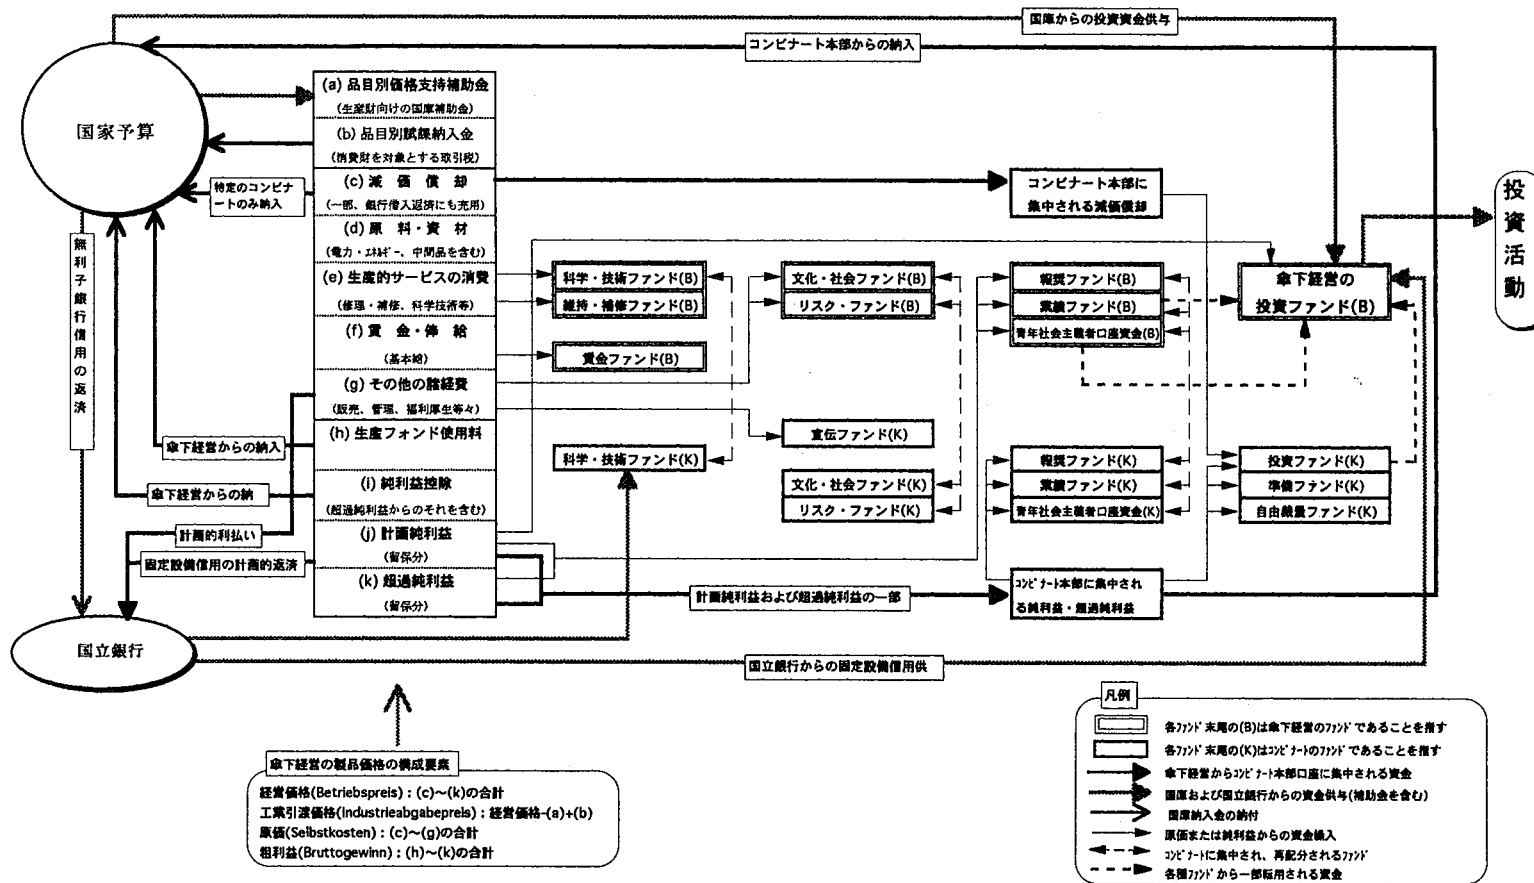 国庫からの投資資金供与
コンビナート本部からの納入
国家予算
(a) 品目別価格支持補助金
(生産財向けの国庫補助金)
(b) 品目別賦課納入金
(消費財を対象とする取引税)
特定のコンビナ
ートのみ納入
(c) 減価償却
(一部、銀行借入返済にも充用)
(d) 原料・資材
(電力・エネルギー、中間品を含む)
(e) 生産的サービスの消費
(修理・補修、科学技術等)
(f) 賃金・俸給
(基本給)
(g) その他の諸経費
(販売、管理、福利厚生等々)
(h) 生産フォンド使用料
(i) 純利益控除
(超過純利益からのそれを含む)
(j) 計画純利益
(留保分)
(k) 超過純利益
(留保分)
コンビナート本部に
集中される減価償却
投資活動
無利子銀行信用の返済
科学・技術ファンド(B)
維持・補修ファンド(B)
賃金ファンド(B)
文化・社会ファンド(B)
リスク・ファンド(B)
報奨ファンド(B)
業績ファンド(B)
青年社会主義者口座資金(B)
傘下経営の
投資ファンド(B)
傘下経営からの納入
傘下経営からの納
計画的利払い
固定設備信用の計画的返済
科学・技術ファンド(K)
宣伝ファンド(K)
文化・社会ファンド(K)
リスク・ファンド(K)
報奨ファンド(K)
業績ファンド(K)
青年社会主義者口座資金(K)
投資ファンド(K)
準備ファンド(K)
自由裁量ファンド(K)
計画純利益および超過純利益の一部
コンビナート本部に集中され
る純利益・超過純利益
国立銀行
国立銀行からの固定設備信用供
傘下経営の製品価格の構成要素
経営価格(Betriebspreis)：(c)～(k)の合計
工業引渡価格(Industrieabgabepreis)：経営価格-(a)+(b)
原価(Selbstkosten)：(c)～(g)の合計
粗利益(Bruttogewinn)：(h)～(k)の合計
凡例
各ファンド末尾の(B)は傘下経営のファンドであることを指す
各ファンド末尾の(K)はコンビナートのファンドであることを指す
傘下経営からコンビナート本部口座に集中される資金
国庫および国立銀行からの資金供与(補助金を含む)
国庫納入金の納付
原価または純利益からの資金繰入
コンビナートに集中され、再配分されるファンド
各種ファンドから一部転用される資金